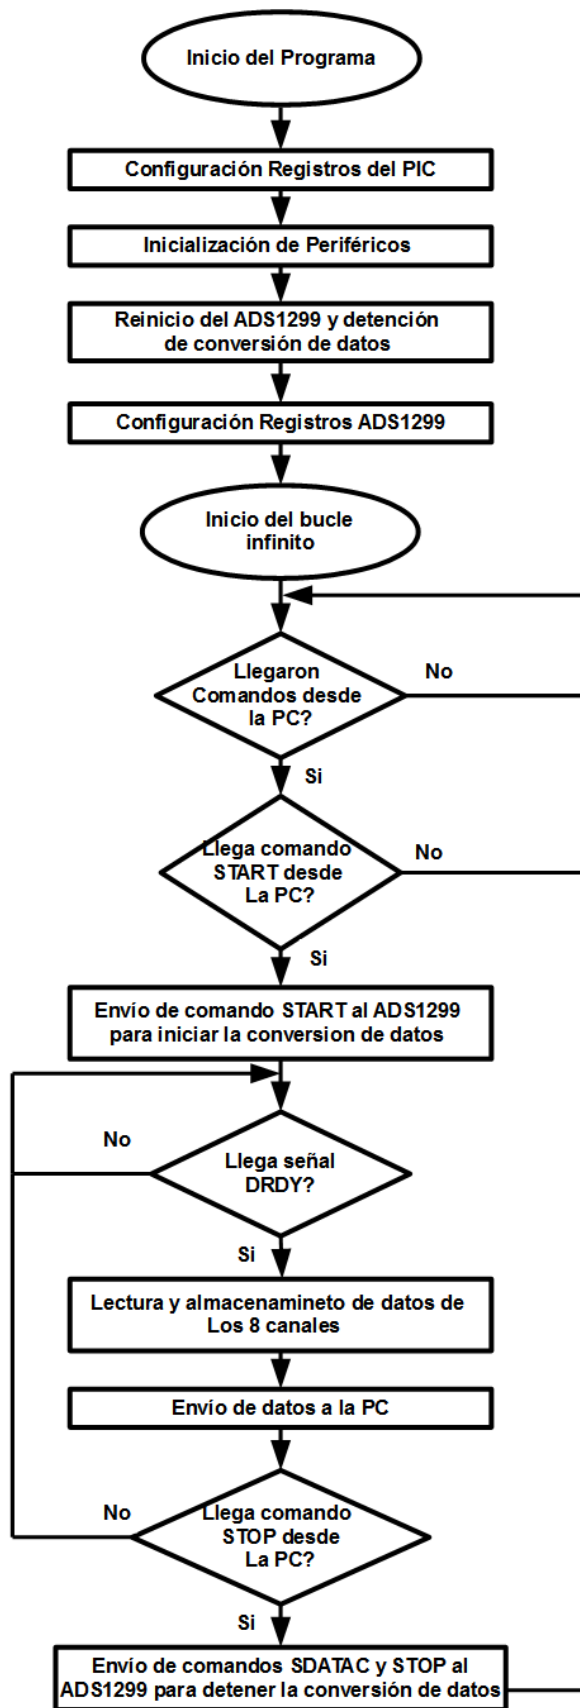 Inicio del Programa
Configuración Registros del PIC
Inicialización de Periféricos
Reinicio del ADS1299 y detención
de conversión de datos
Configuración Registros ADS1299
Inicio del bucle
infinito
Llegaron
Comandos desde
la PC?
No
Si
Llega comando
START desde
La PC?
No
Si
Envío de comando START al ADS1299
para iniciar la conversion de datos
No
Llega señal
DRDY?
Si
Lectura y almacenamineto de datos de
Los 8 canales
Envío de datos a la PC
No
Llega comando
STOP desde
La PC?
Si
Envío de comandos SDATAC y STOP al
ADS1299 para detener la conversión de datos